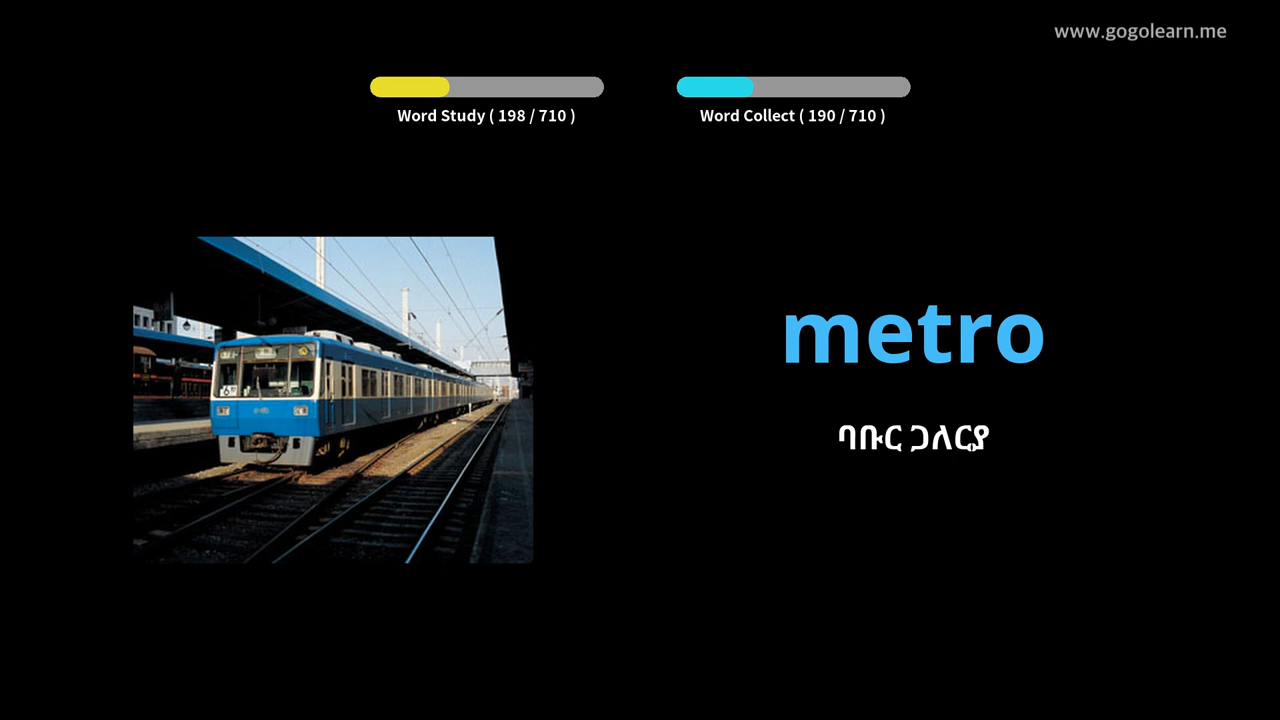 www.gogolearn.me
Word Study ( 198 / 710 )
Word Collect ( 190 / 710 )
metro
ባቡር ጋለርያ